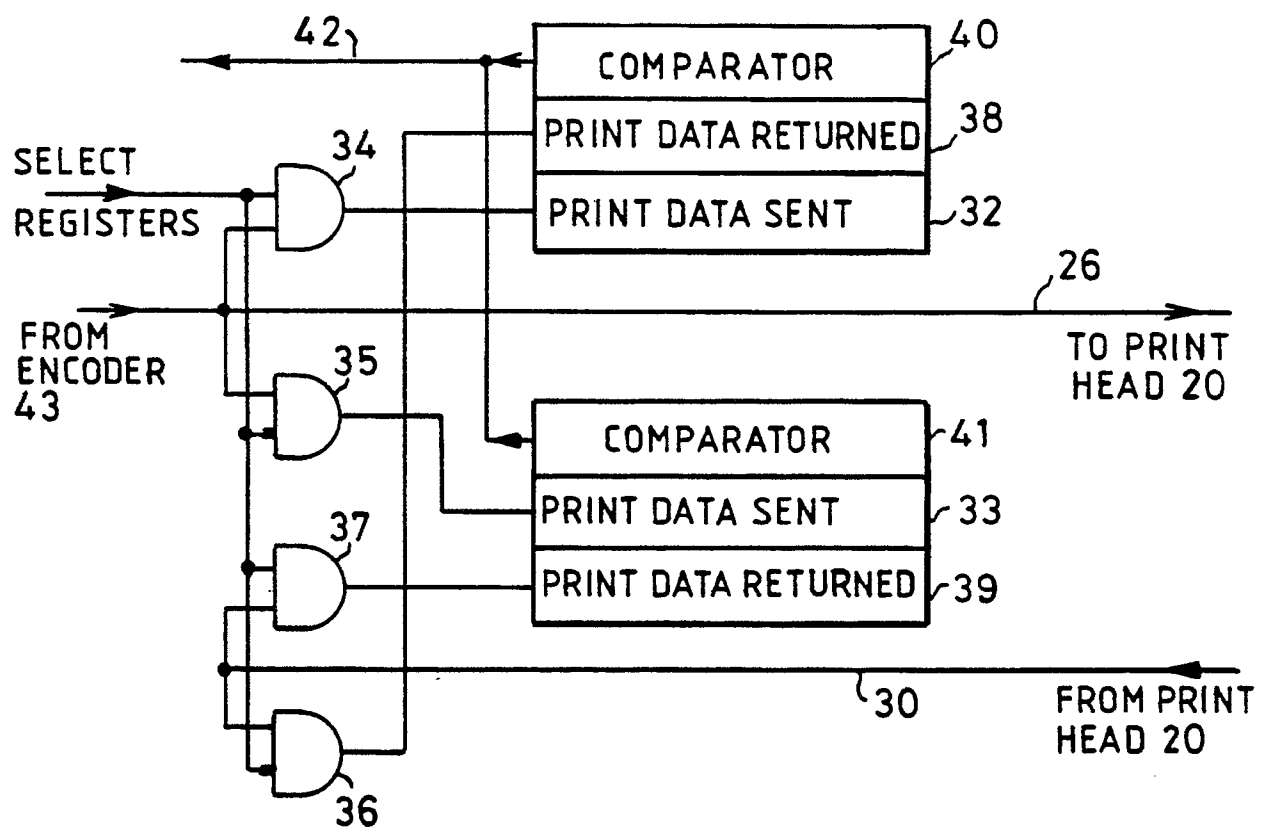 42
COMPARATOR
40
PRINT DATA RETURNED
38
34
SELECT
REGISTERS
PRINT DATA SENT
32
26
FROM
ENCODER
43
TO PRINT
HEAD 20
35
COMPARATOR
41
PRINT DATA SENT
33
37
PRINT DATA RETURNED
39
30
FROM PRINT
HEAD 20
36